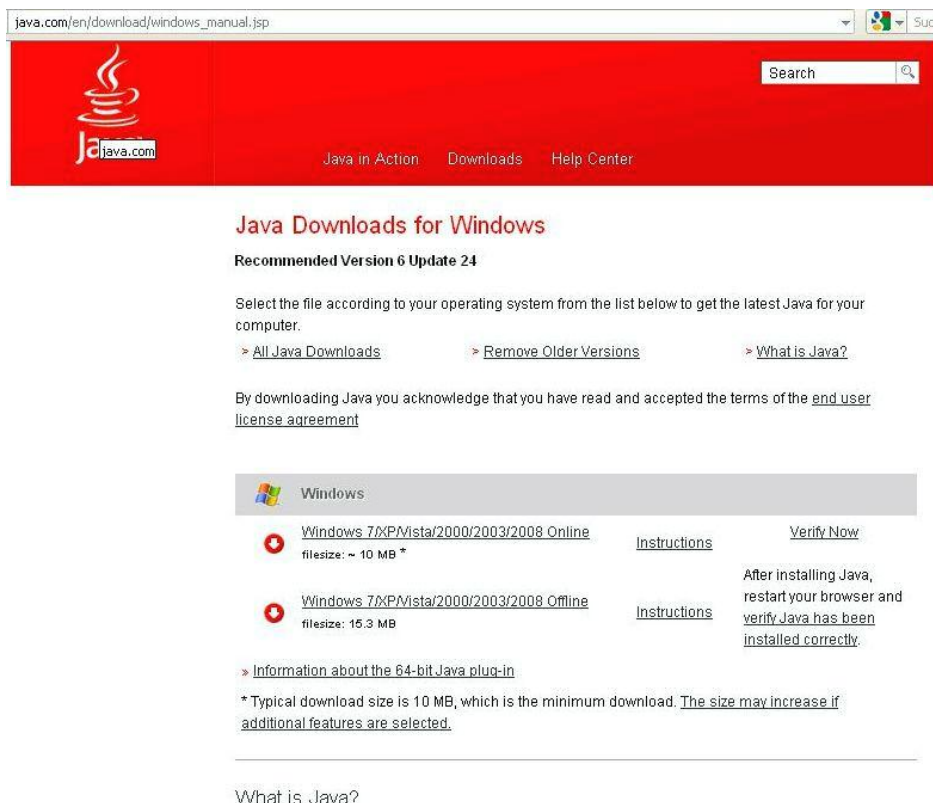 java.com/en/download/windows_manual.jsp
Suc
Search
java.com
Java in Action Downloads Help Center
Java Downloads for Windows
Recommended Version 6 Update 24
Select the file according to your operating system from the list below to get the latest Java for your
computer.
> All Java Downloads > Remove Older Versions > What is Java?
By downloading Java you acknowledge that you have read and accepted the terms of the end user
license agreement
Windows
Windows 7/XP/Vista/2000/2003/2008 Online
filesize: ~ 10 MB *
Instructions
Verify Now
After installing Java,
restart your browser and
verify Java has been
installed correctly.
Windows 7/XP/Vista/2000/2003/2008 Offline
filesize: 15.3 MB
Instructions
» Information about the 64-bit Java plug-in
* Typical download size is 10 MB, which is the minimum download. The size may increase if
additional features are selected.
What is Java?